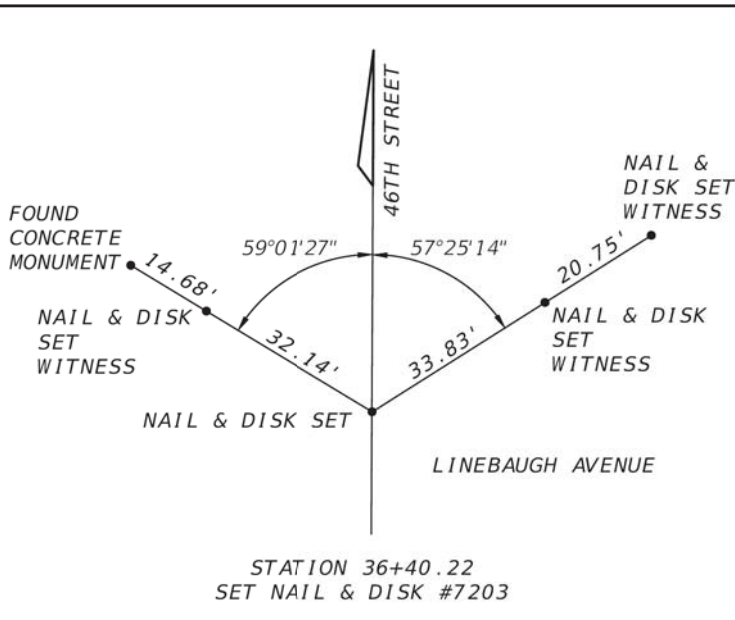 46TH STREET
NAIL &
DISK SET
WITNESS
FOUND
CONCRETE
MONUMENT
59°01'27"
57°25'14"
14.68'
20.75'
NAIL & DISK
SET
WITNESS
32.14'
33.83'
NAIL & DISK
SET
WITNESS
NAIL & DISK SET
LINEBAUGH AVENUE
STATION 36+40.22
SET NAIL & DISK #7203